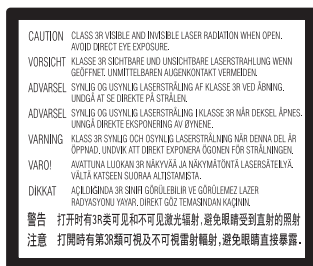 CAUTION CLASS 3R VISIBLE AND INVISIBLE LASER RADIATION WHEN OPEN.
AVOID DIRECT EYE EXPOSURE.
VORSICHT KLASSE 3R SICHTBARE UND UNSICHTBARE LASERSTRAHLUNG WENN
GEÖFFNET. UNMITTELBAREN AUGENKONTAKT VERMEIDEN.
ADVARSEL SYNLIG OG USYNLIG LASERSTRÅLING AF KLASSE 3R VED ÅBNING.
UNDGÅ AT SE DIREKTE PÅ STRÅLEN.
ADVARSEL SYNLIG OG USYNLIG LASERSTRÅLING I KLASSE 3R NÅR DEKSEL ÅPNES.
UNNGÅ DIREKTE EKSPONERING AV ØYNENE.
VARNING KLASS 3R SYNLIG OCH OSYNLIG LASERSTRÅLNING NÄR DENNA DEL ÄR
ÖPPNAD. UNDVIK ATT DIREKT EXPONERA ÖGONEN FÖR STRÅLNINGEN.
VARO! AVATTUNA LUOKAN 3R NÄKYVÄÄ JA NÄKYMÄTÖNTÄ LASERSÄTEILYÄ.
VÄLTÄ KATSEEN SUORAA ALTISTAMISTA.
DİKKAT AÇILDIĞINDA 3R SINIFI GÖRÜLEBİLİR VE GÖRÜLEMEZ LAZER
RADYASYONU YAYAR. DİREKT GÖZ TEMASINDAN KAÇININ.
警告 打开时有3R类可见和不可见激光辐射,避免眼睛受到直射的照射
注意 打開時有第3R類可視及不可視雷射輻射,避免眼睛直接暴露。